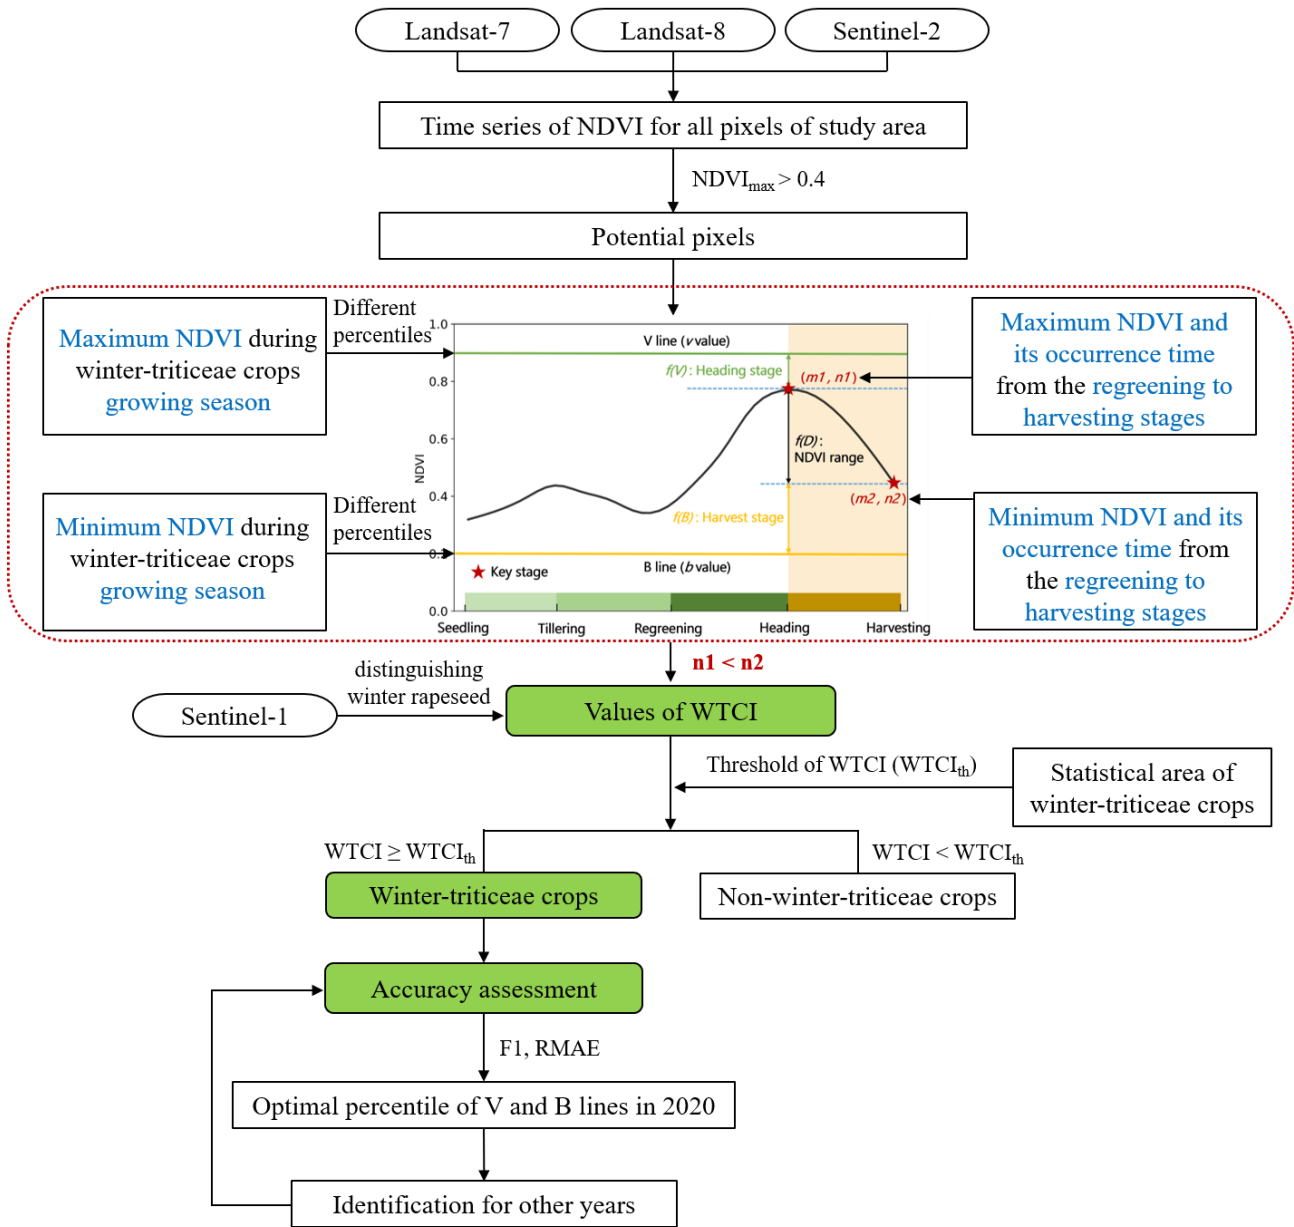 Landsat-7
Landsat-8
Sentinel-2
Time series of NDVI for all pixels of study area
NDVImax > 0.4
Potential pixels
Maximum NDVI during
winter-triticeae crops
growing season
Different
percentiles
Minimum NDVI during
winter-triticeae crops
growing season
Different
percentiles
1.0
0.8
0.6
0.4
0.2
0.0
NDVI
V line (v value)
f(V) : Heading stage
(m1, n1)
f(D) :
NDVI range
(m2, n2)
f(B) : Harvest stage
B line (b value)
Key stage
Seedling
Tillering
Regreening
Heading
Harvesting
Maximum NDVI and
its occurrence time
from the regreening to
harvesting stages
Minimum NDVI and its
occurrence time from
the regreening to
harvesting stages
n1 < n2
distinguishing
winter rapeseed
Sentinel-1
Values of WTCI
Threshold of WTCI (WTCIth)
Statistical area of
winter-triticeae crops
WTCI ≥ WTCIth
WTCI < WTCIth
Winter-triticeae crops
Non-winter-triticeae crops
Accuracy assessment
F1, RMAE
Optimal percentile of V and B lines in 2020
Identification for other years